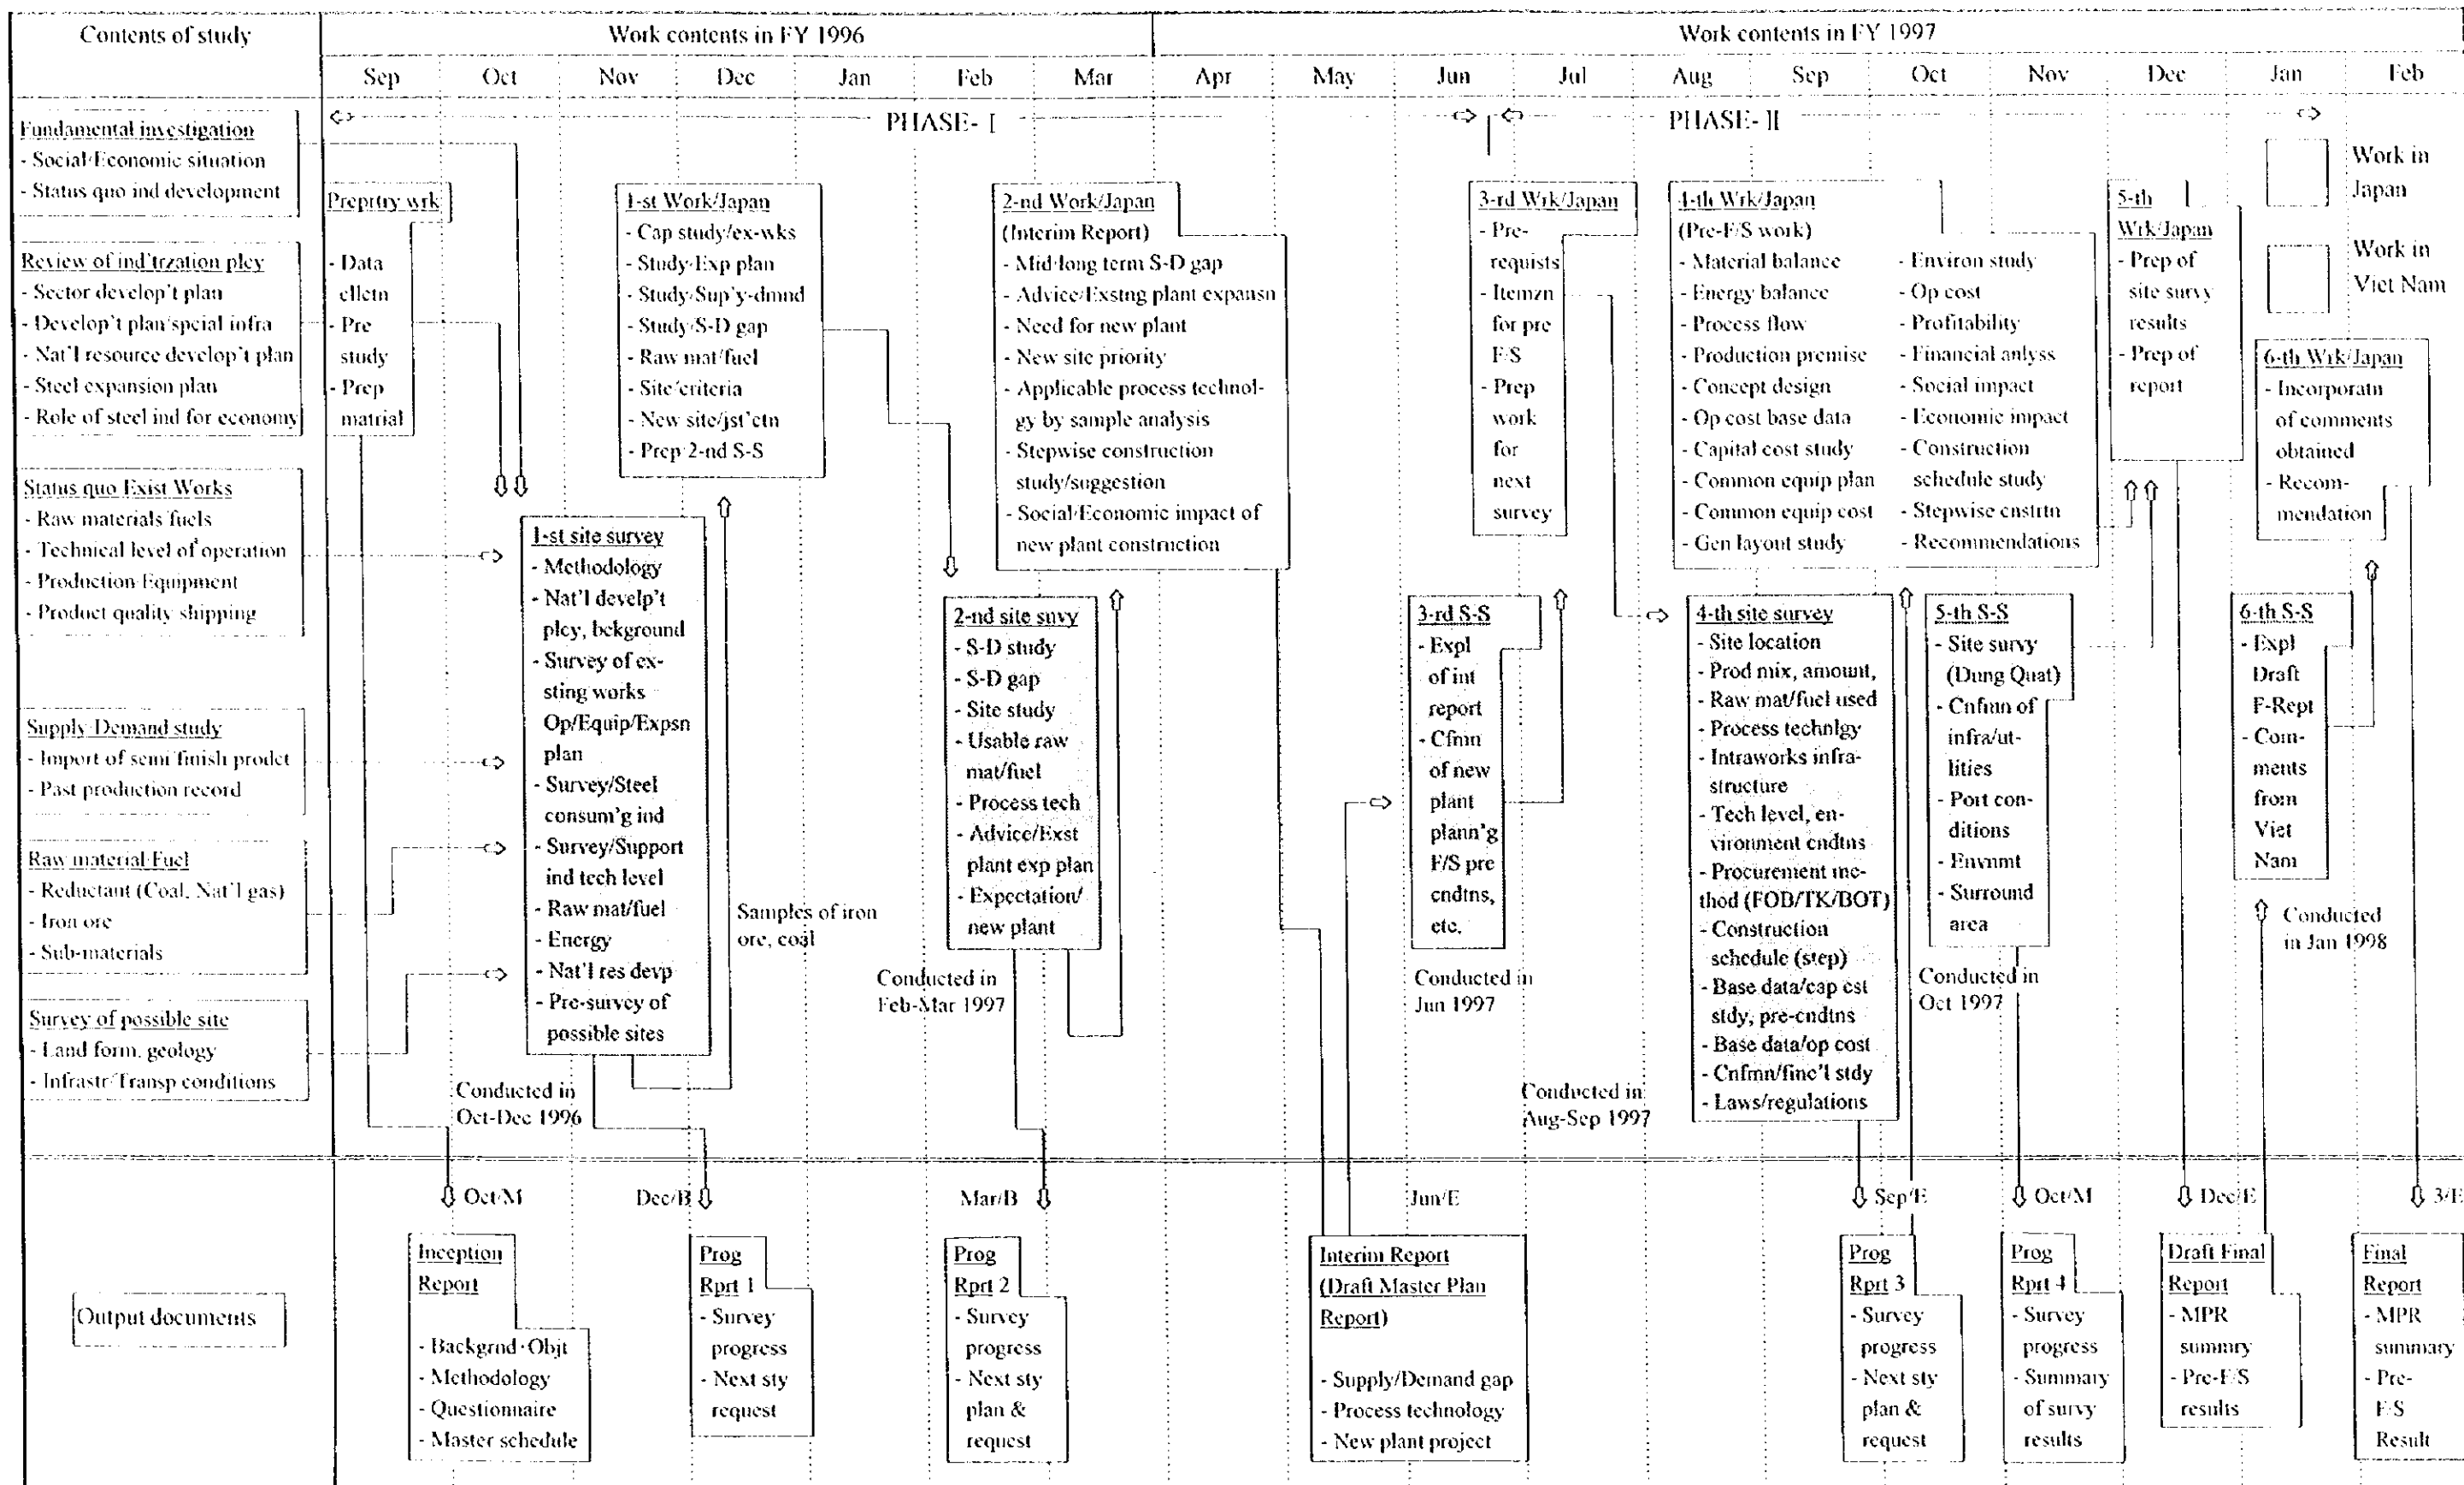 Contents of study
Work contents in FY 1996
Work contents in FY 1997
Sep
Oct
Nov
Dec
Jan
Feb
Mar
Apr
May
Jun
Jul
Aug
Sep
Oct
Nov
Dec
Jan
Feb
PHASE- I
PHASE- II
Fundamental investigation
- Social/Economic situation
- Status quo ind development
Review of ind'trzation plcy
- Sector develop't plan
- Develop't plan/spcial infra
- Nat'l resource develop't plan
- Steel expansion plan
- Role of steel ind for economy
Status quo Exist Works
- Raw materials fuels
- Technical level of operation
- Production Equipment
- Product quality shipping
Supply Demand study
- Import of semi finish prodct
- Past production record
Raw material Fuel
- Reductant (Coal, Nat'l gas)
- Iron ore
- Sub-materials
Survey of possible site
- Land form, geology
- Infrastr/Transp conditions
Preprtry wrk
- Data
cllctn
- Pre
study
- Prep
matrial
1-st Work/Japan
- Cap study/ex-wks
- Study/Exp plan
- Study/Sup'y-dmnd
- Study/S-D gap
- Raw mat/fuel
- Site/criteria
- New site/jst'ctn
- Prep/2-nd S-S
2-nd Work/Japan
(Interim Report)
- Mid/long term S-D gap
- Advice/Exstng plant expansn
- Need for new plant
- New site priority
- Applicable process technol-
gy by sample analysis
- Stepwise construction
study/suggestion
- Social/Economic impact of
new plant construction
3-rd Wrk/Japan
- Pre-
requists
- Itemzn
for pre
F/S
- Prep
work
for
next
survey
4-th Wrk/Japan
(Pre-F/S work)
- Material balance
- Energy balance
- Process flow
- Production premise
- Concept design
- Op cost base data
- Capital cost study
- Common equip plan
- Common equip cost
- Gen layout study
- Environ study
- Op cost
- Profitability
- Financial anlyss
- Social impact
- Economic impact
- Construction
schedule study
- Stepwise cnstrtn
- Recommendations
5-th
Wrk/Japan
- Prep of
site survy
results
- Prep of
report
Work in
Japan
Work in
Viet Nam
6-th Wrk/Japan
- Incorporatn
of comments
obtained
- Recom-
mendation
1-st site survey
- Methodology
- Nat'l develp't
plcy, bckground
- Survey of ex-
sting works
Op/Equip/Expsn
plan
- Survey/Steel
consum'g ind
- Survey/Support
ind tech level
- Raw mat/fuel
- Energy
- Nat'l res devp
- Pre-survey of
possible sites
Conducted in
Oct-Dec 1996
Samples of iron
ore, coal
2-nd site suvy
- S-D study
- S-D gap
- Site study
- Usable raw
mat/fuel
- Process tech
- Advice/Exst
plant exp plan
- Expectation/
new plant
Conducted in
Feb-Mar 1997
3-rd S-S
- Expl
of int
report
- Cfmn
of new
plant
plann'g
F/S pre
cndtns,
etc.
Conducted in
Jun 1997
4-th site survey
- Site location
- Prod mix, amount,
- Raw mat/fuel used
- Process technlgy
- Intraworks infra-
structure
- Tech level, en-
vironment cndtns
- Procurement me-
thod (FOB/TK/BOT)
- Construction
schedule (step)
- Base data/cap cst
stdy, pre-cndtns
- Base data/op cost
- Cnfmn/finc'l stdy
- Laws/regulations
Conducted in
Aug-Sep 1997
5-th S-S
- Site survy
(Dung Quat)
- Cnfmn of
infra/ut-
lities
- Port con-
ditions
- Envnmt
- Surround
area
Conducted in
Oct 1997
6-th S-S
- Expl
Draft
F-Rept
- Com-
ments
from
Viet
Nam
Conducted
in Jan 1998
Oct/M
Dec/B
Mar/B
Jun/E
Sep/E
Oct/M
Dec/E
3/E
Output documents
Inception
Report
- Backgrnd·Objt
- Methodology
- Questionnaire
- Master schedule
Prog
Rprt 1
- Survey
progress
- Next sty
request
Prog
Rprt 2
- Survey
progress
- Next sty
plan &
request
Interim Report
(Draft Master Plan
Report)
- Supply/Demand gap
- Process technology
- New plant project
Prog
Rprt 3
- Survey
progress
- Next sty
plan &
request
Prog
Rprt 4
- Survey
progress
- Summary
of survy
results
Draft Final
Report
- MPR
summry
- Pre-F/S
results
Final
Report
- MPR
summary
- Pre-
F/S
Result